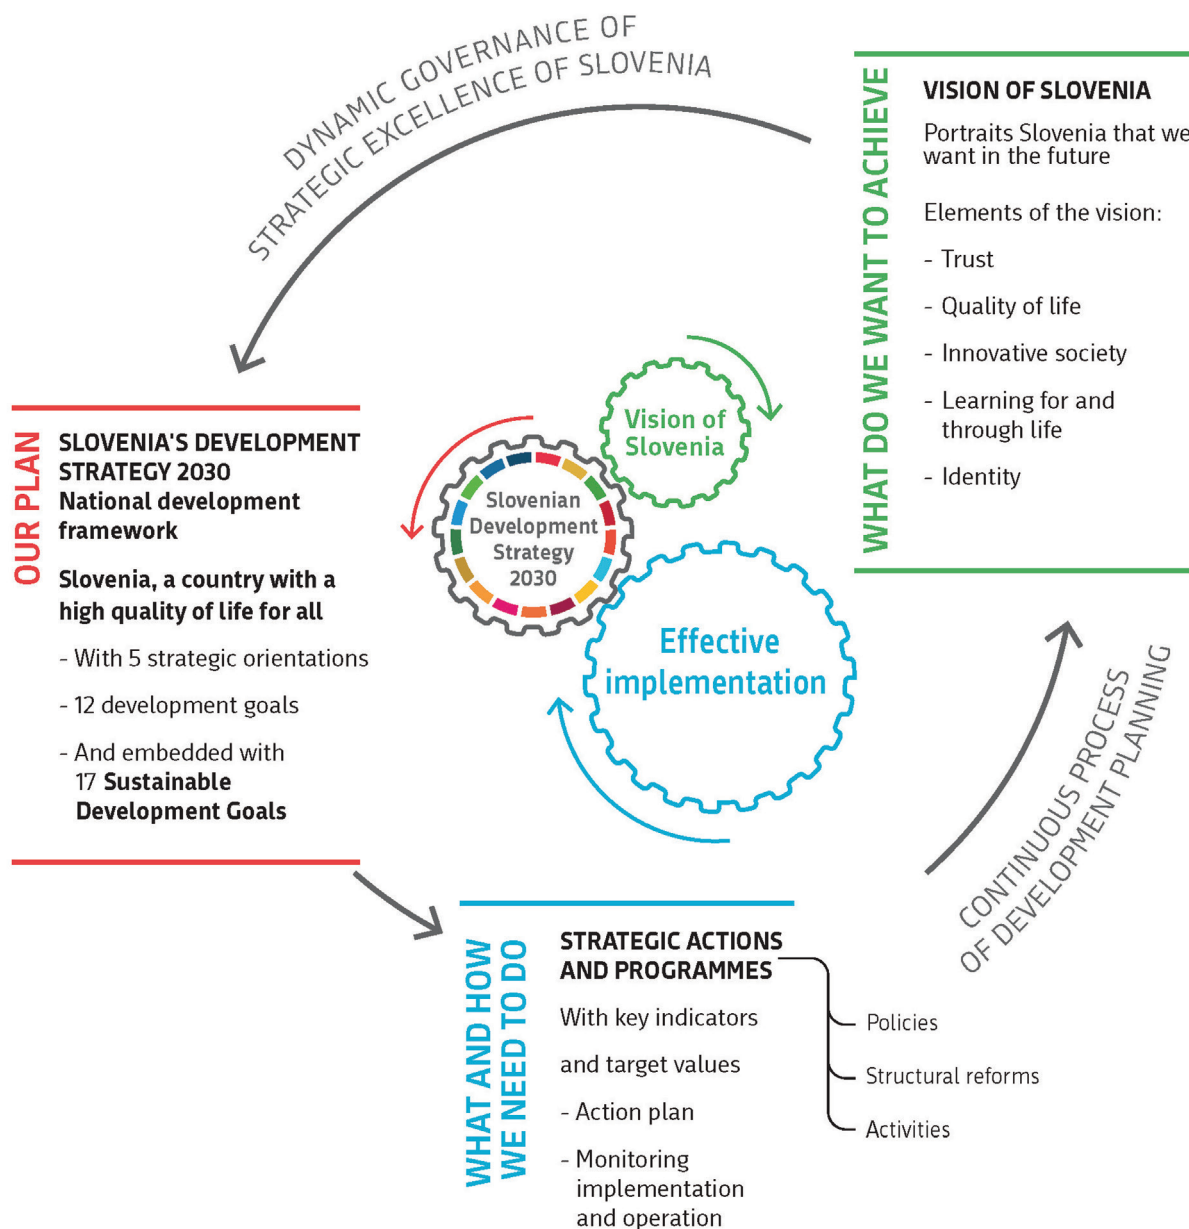 DYNAMIC GOVERNANCE OF
STRATEGIC EXCELLENCE OF SLOVENIA
WHAT DO WE WANT TO ACHIEVE
VISION OF SLOVENIA
Portraits Slovenia that we
want in the future
Elements of the vision:
- Trust
- Quality of life
- Innovative society
- Learning for and
through life
- Identity
OUR PLAN
SLOVENIA'S DEVELOPMENT
STRATEGY 2030
National development
framework
Slovenia, a country with a
high quality of life for all
- With 5 strategic orientations
- 12 development goals
- And embedded with
17 Sustainable
Development Goals
Vision of
Slovenia
Slovenian
Development
Strategy
2030
Effective
implementation
CONTINUOUS PROCESS
OF DEVELOPMENT PLANNING
WHAT AND HOW
WE NEED TO DO
STRATEGIC ACTIONS
AND PROGRAMMES
With key indicators
and target values
- Action plan
- Monitoring
implementation
and operation
Policies
Structural reforms
Activities